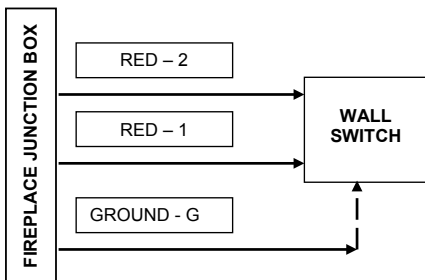 FIREPLACE JUNCTION BOX
RED – 2
RED – 1
GROUND - G
WALL
SWITCH